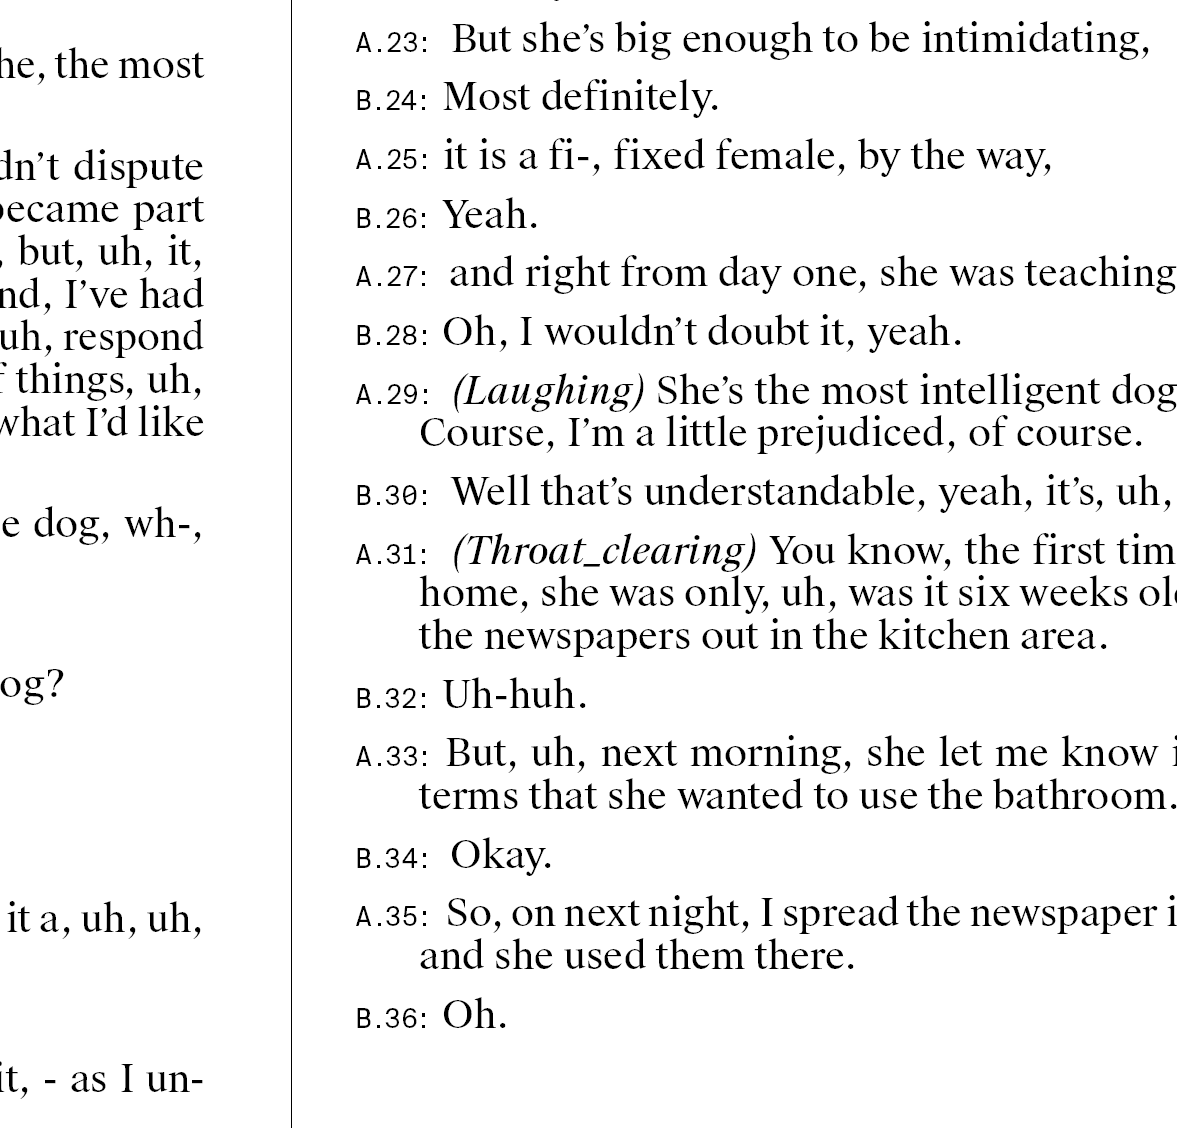 he, the most
dn’t dispute
became part
, but, uh, it,
nd, I’ve had
uh, respond
f things, uh,
what I’d like
e dog, wh-,
og?
it a, uh, uh,
it, - as I un-
A.23: But she’s big enough to be intimidating,
B.24: Most definitely.
A.25: it is a fi-, fixed female, by the way,
B.26: Yeah.
A.27: and right from day one, she was teaching
B.28: Oh, I wouldn’t doubt it, yeah.
A.29: (Laughing) She’s the most intelligent dog
Course, I’m a little prejudiced, of course.
B.30: Well that’s understandable, yeah, it’s, uh,
A.31: (Throat_clearing) You know, the first tim
home, she was only, uh, was it six weeks old
the newspapers out in the kitchen area.
B.32: Uh-huh.
A.33: But, uh, next morning, she let me know i
terms that she wanted to use the bathroom.
B.34: Okay.
A.35: So, on next night, I spread the newspaper i
and she used them there.
B.36: Oh.